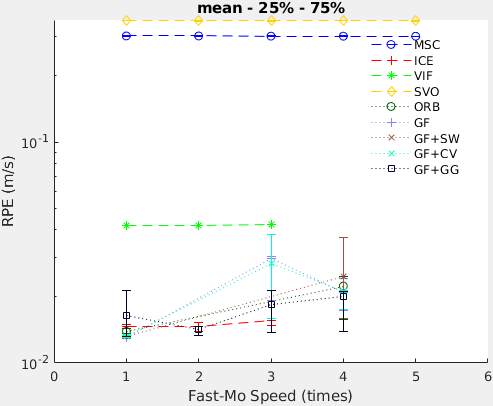 mean - 25% - 75%
MSC
ICE
VIF
SVO
ORB
GF
GF+SW
GF+CV
GF+GG
RPE (m/s)
10^-1
10^-2
0 1 2 3 4 5 6
Fast-Mo Speed (times)